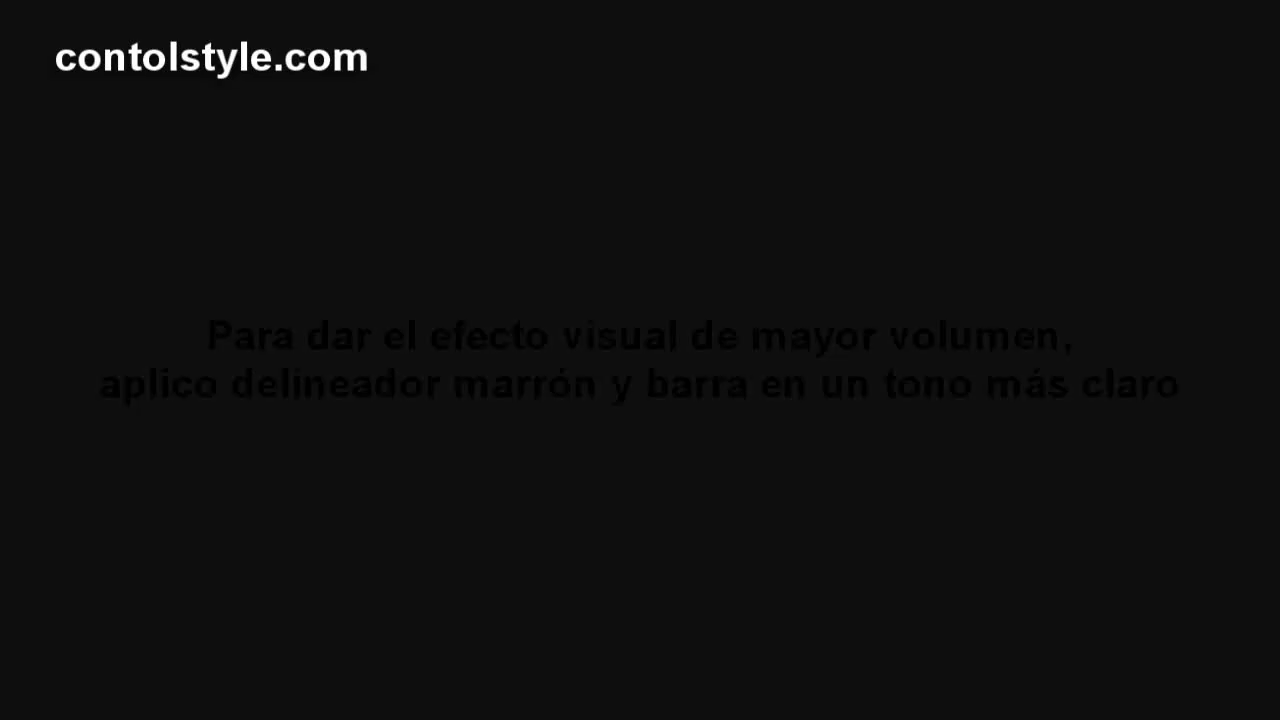 contolstyle.com
Para dar el efecto visual de mayor volumen,
aplico delineador marrón y barra en un tono más claro